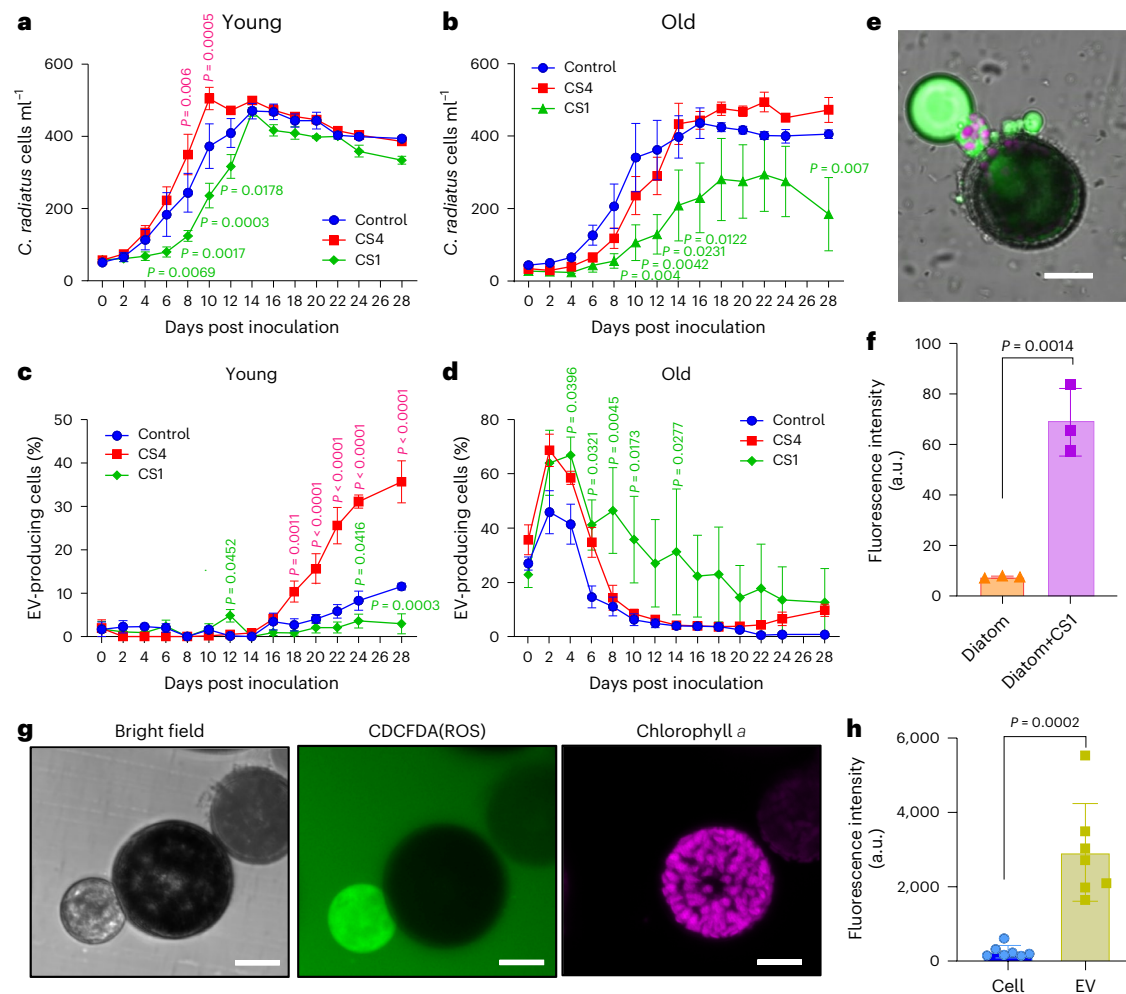 a
Young
C. radiatus cells ml⁻¹
600
400
200
0
P = 0.006
P = 0.0005
P = 0.0178
P = 0.0003
P = 0.0017
P = 0.0069
Control
CS4
CS1
0 2 4 6 8 10 12 14 16 18 20 22 24 26 28
Days post inoculation
b
Old
C. radiatus cells ml⁻¹
600
400
200
0
Control
CS4
CS1
P = 0.007
P = 0.0122
P = 0.0231
P = 0.0042
P = 0.004
0 2 4 6 8 10 12 14 16 18 20 22 24 26 28
Days post inoculation
e
c
Young
EV-producing cells (%)
50
40
30
20
10
0
Control
CS4
CS1
P = 0.0452
P = 0.0011
P < 0.0001
P < 0.0001
P < 0.0001
P = 0.0416
P < 0.0001
P = 0.0003
0 2 4 6 8 10 12 14 16 18 20 22 24 26 28
Days post inoculation
d
Old
EV-producing cells (%)
80
60
40
20
0
P = 0.0396
P = 0.0321
P = 0.0045
P = 0.0173
P = 0.0277
Control
CS4
CS1
0 2 4 6 8 10 12 14 16 18 20 22 24 26 28
Days post inoculation
f
Fluorescence intensity
(a.u.)
100
80
60
40
20
0
P = 0.0014
Diatom
Diatom+CS1
g
Bright field
CDCFDA(ROS)
Chlorophyll a
h
Fluorescence intensity
(a.u.)
6,000
4,000
2,000
0
P = 0.0002
Cell
EV